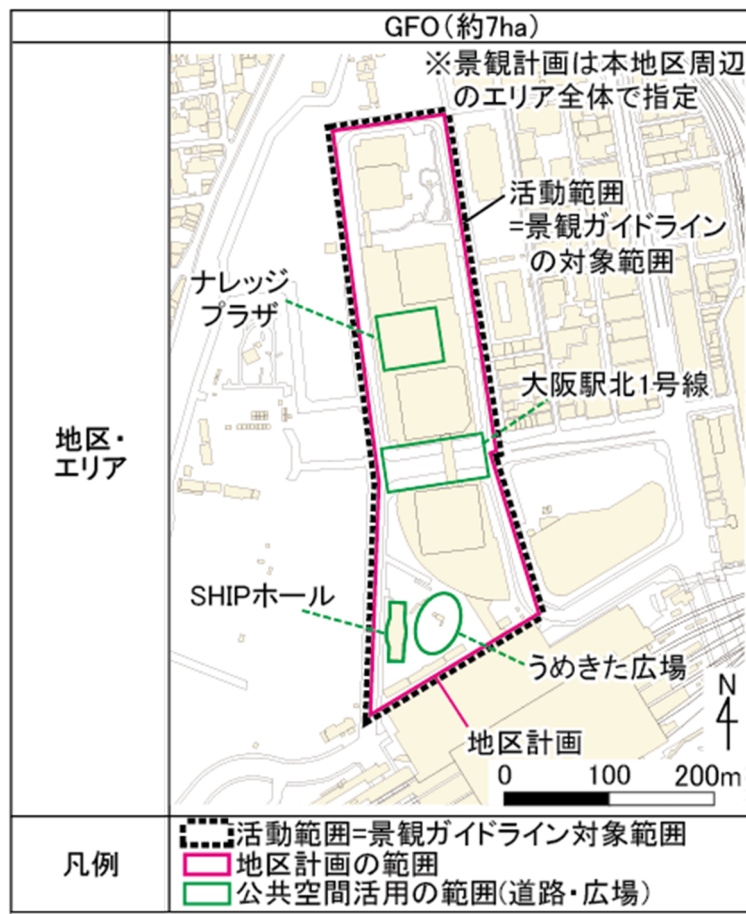 GFO(約7ha)
地区・
エリア
※景観計画は本地区周辺
のエリア全体で指定
活動範囲
=景観ガイドライン
の対象範囲
ナレッジ
プラザ
大阪駅北1号線
SHIPホール
うめきた広場
地区計画
N
0 100 200m
凡例
活動範囲=景観ガイドライン対象範囲
地区計画の範囲
公共空間活用の範囲(道路・広場)